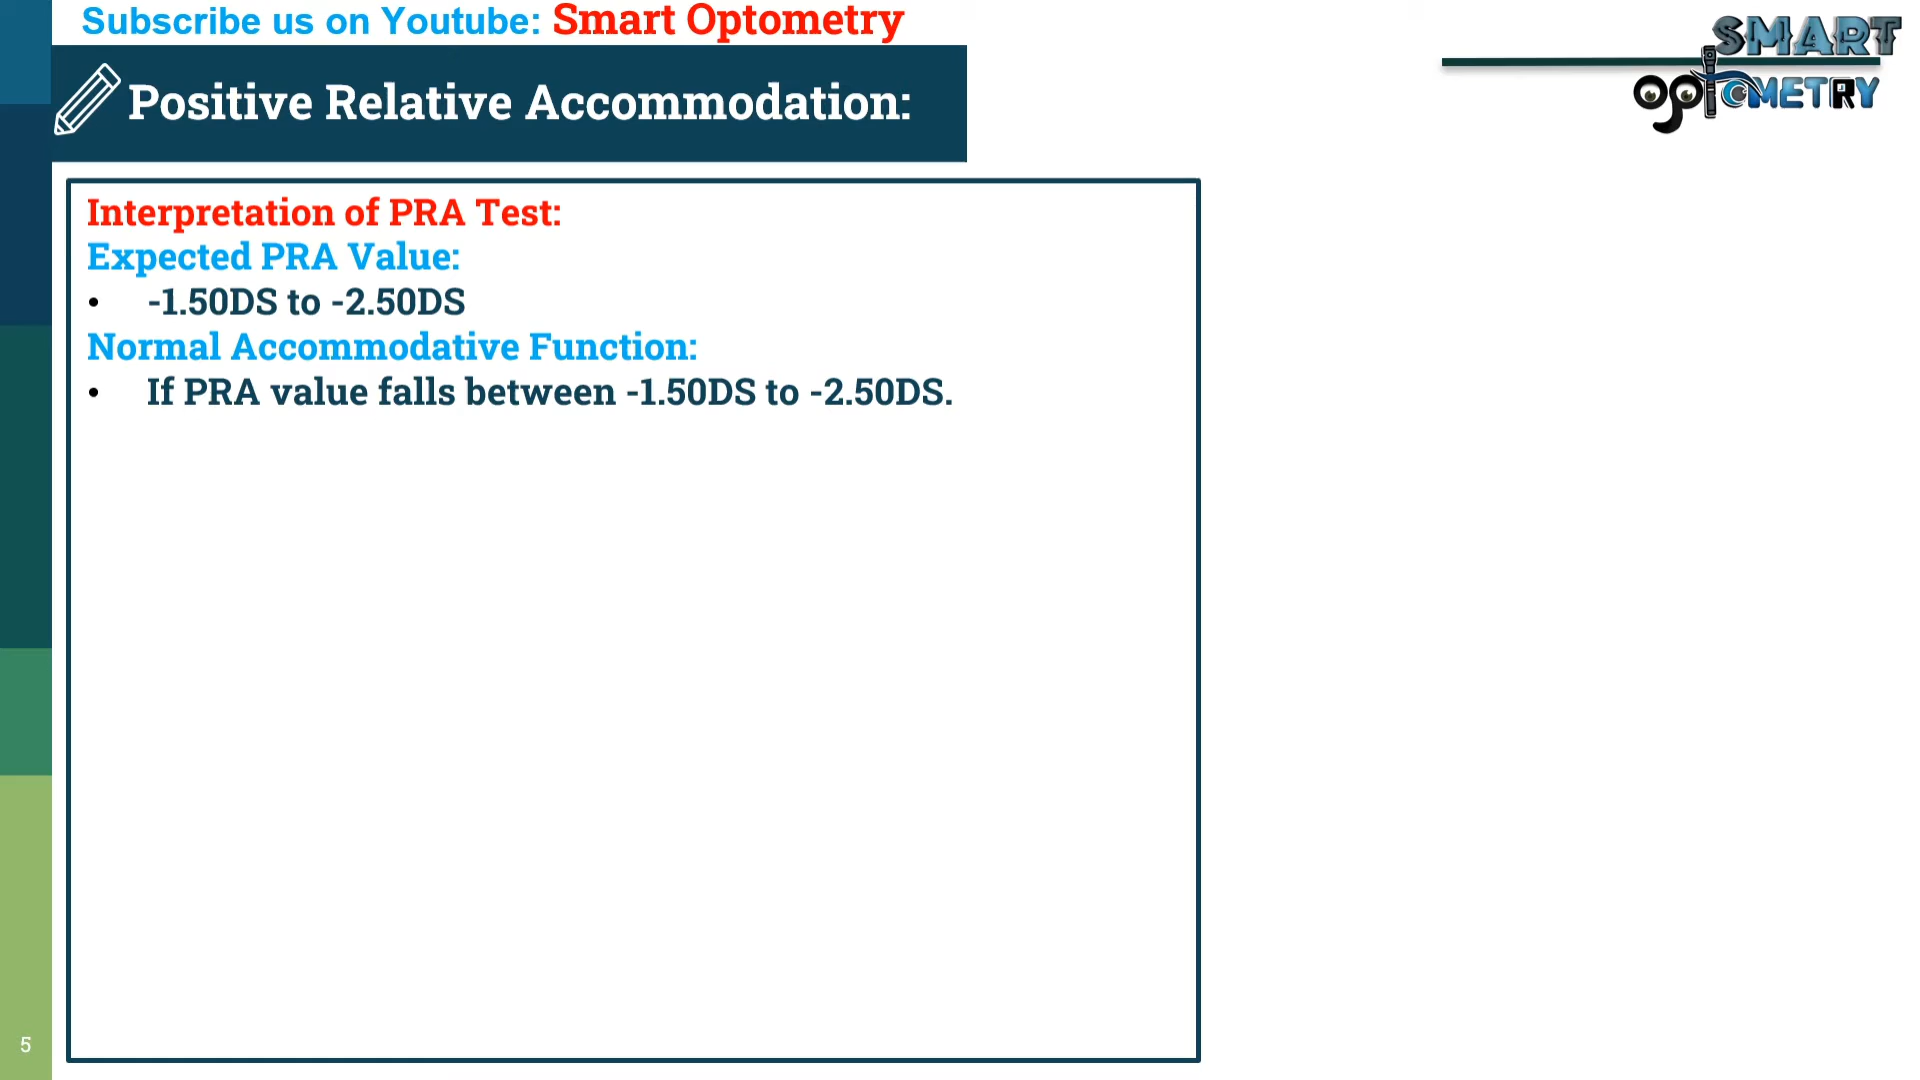 Subscribe us on Youtube: Smart Optometry
SMART
OptOMETRY
Positive Relative Accommodation:
Interpretation of PRA Test:
Expected PRA Value:
• -1.50DS to -2.50DS
Normal Accommodative Function:
• If PRA value falls between -1.50DS to -2.50DS.
5